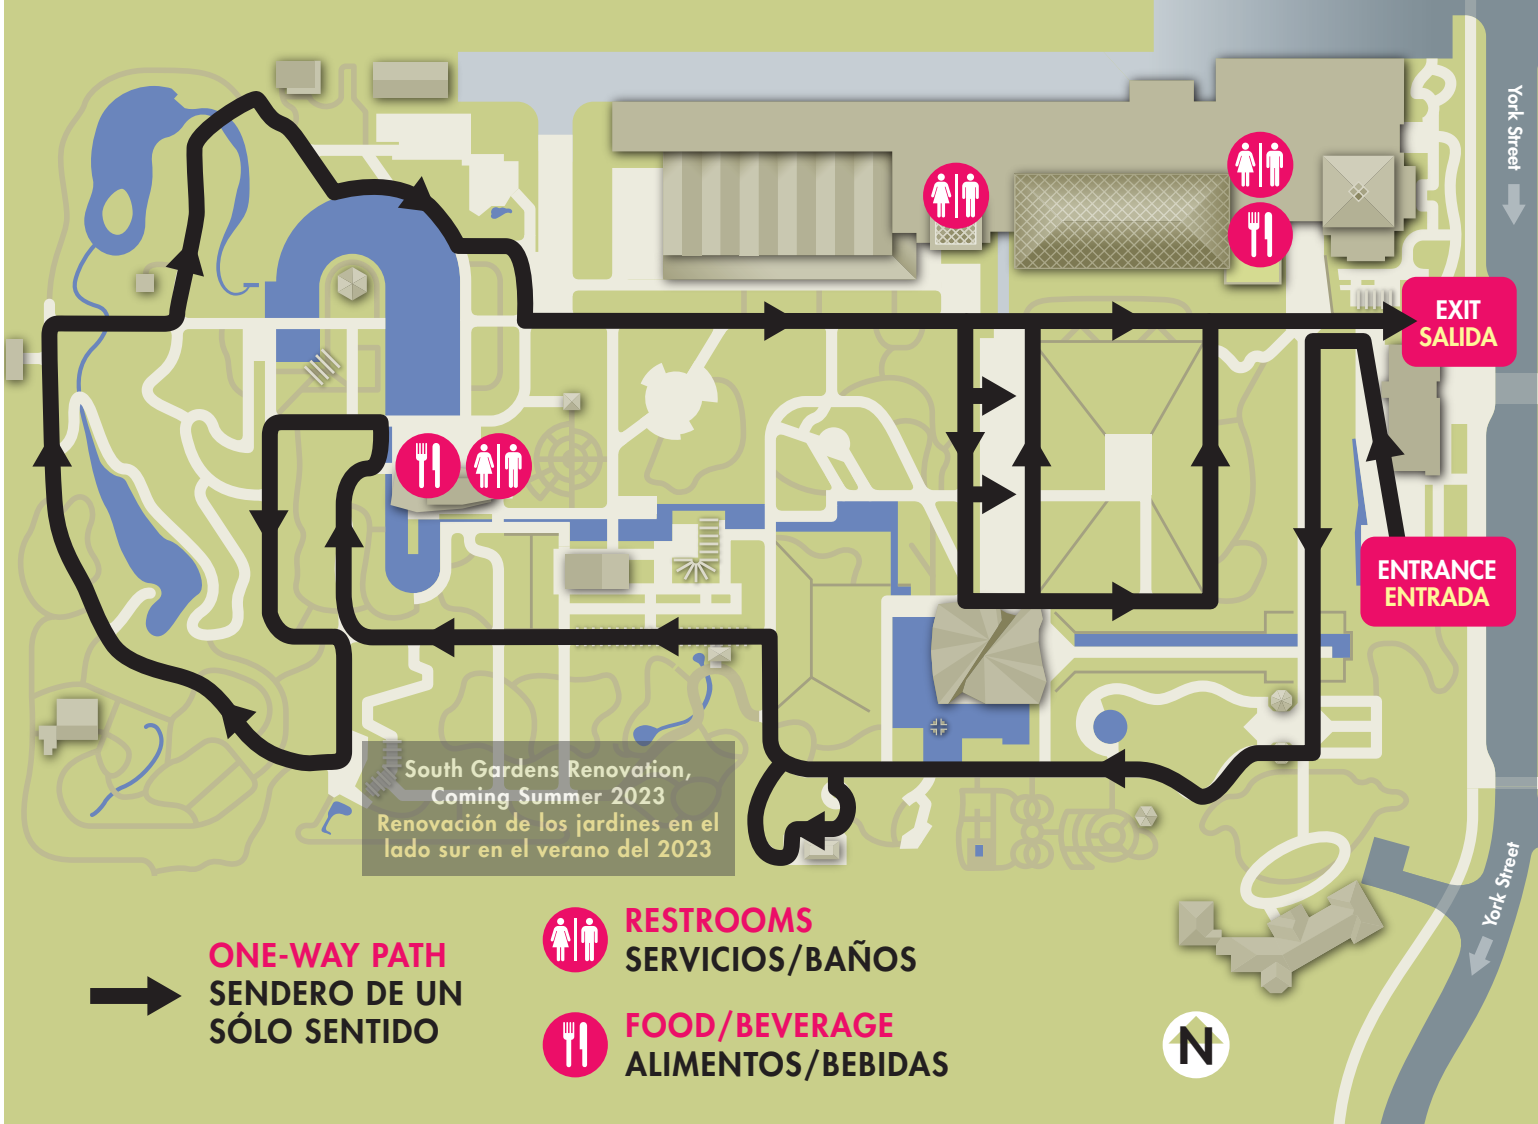 York Street
EXIT
SALIDA
ENTRANCE
ENTRADA
South Gardens Renovation,
Coming Summer 2023
Renovación de los jardines en el
lado sur en el verano del 2023
York Street
ONE-WAY PATH
SENDERO DE UN
SÓLO SENTIDO
RESTROOMS
SERVICIOS/BAÑOS
FOOD/BEVERAGE
ALIMENTOS/BEBIDAS
N